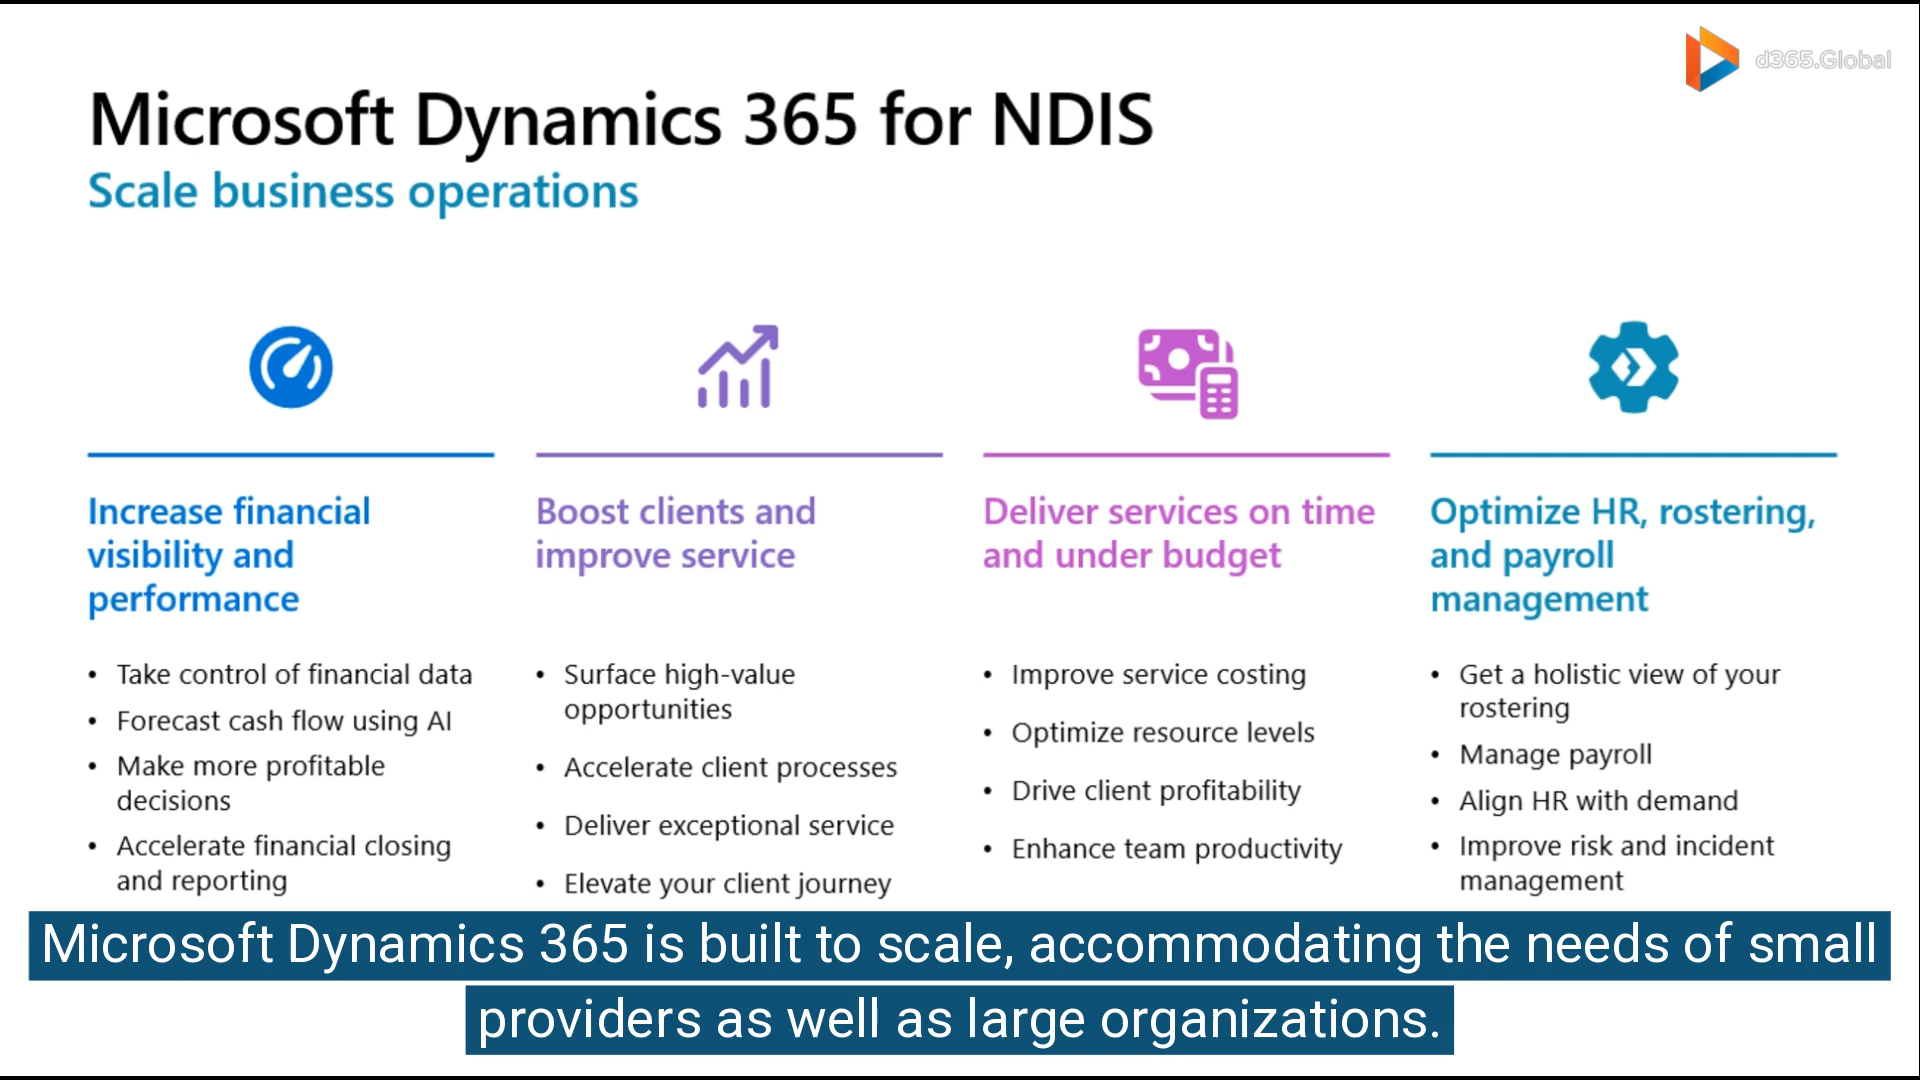 d365.Global
Microsoft Dynamics 365 for NDIS
Scale business operations
Increase financial
visibility and
performance
• Take control of financial data
• Forecast cash flow using AI
• Make more profitable
decisions
• Accelerate financial closing
and reporting
Boost clients and
improve service
• Surface high-value
opportunities
• Accelerate client processes
• Deliver exceptional service
• Elevate your client journey
Deliver services on time
and under budget
• Improve service costing
• Optimize resource levels
• Drive client profitability
• Enhance team productivity
Optimize HR, rostering,
and payroll
management
• Get a holistic view of your
rostering
• Manage payroll
• Align HR with demand
• Improve risk and incident
management
Microsoft Dynamics 365 is built to scale, accommodating the needs of small
providers as well as large organizations.